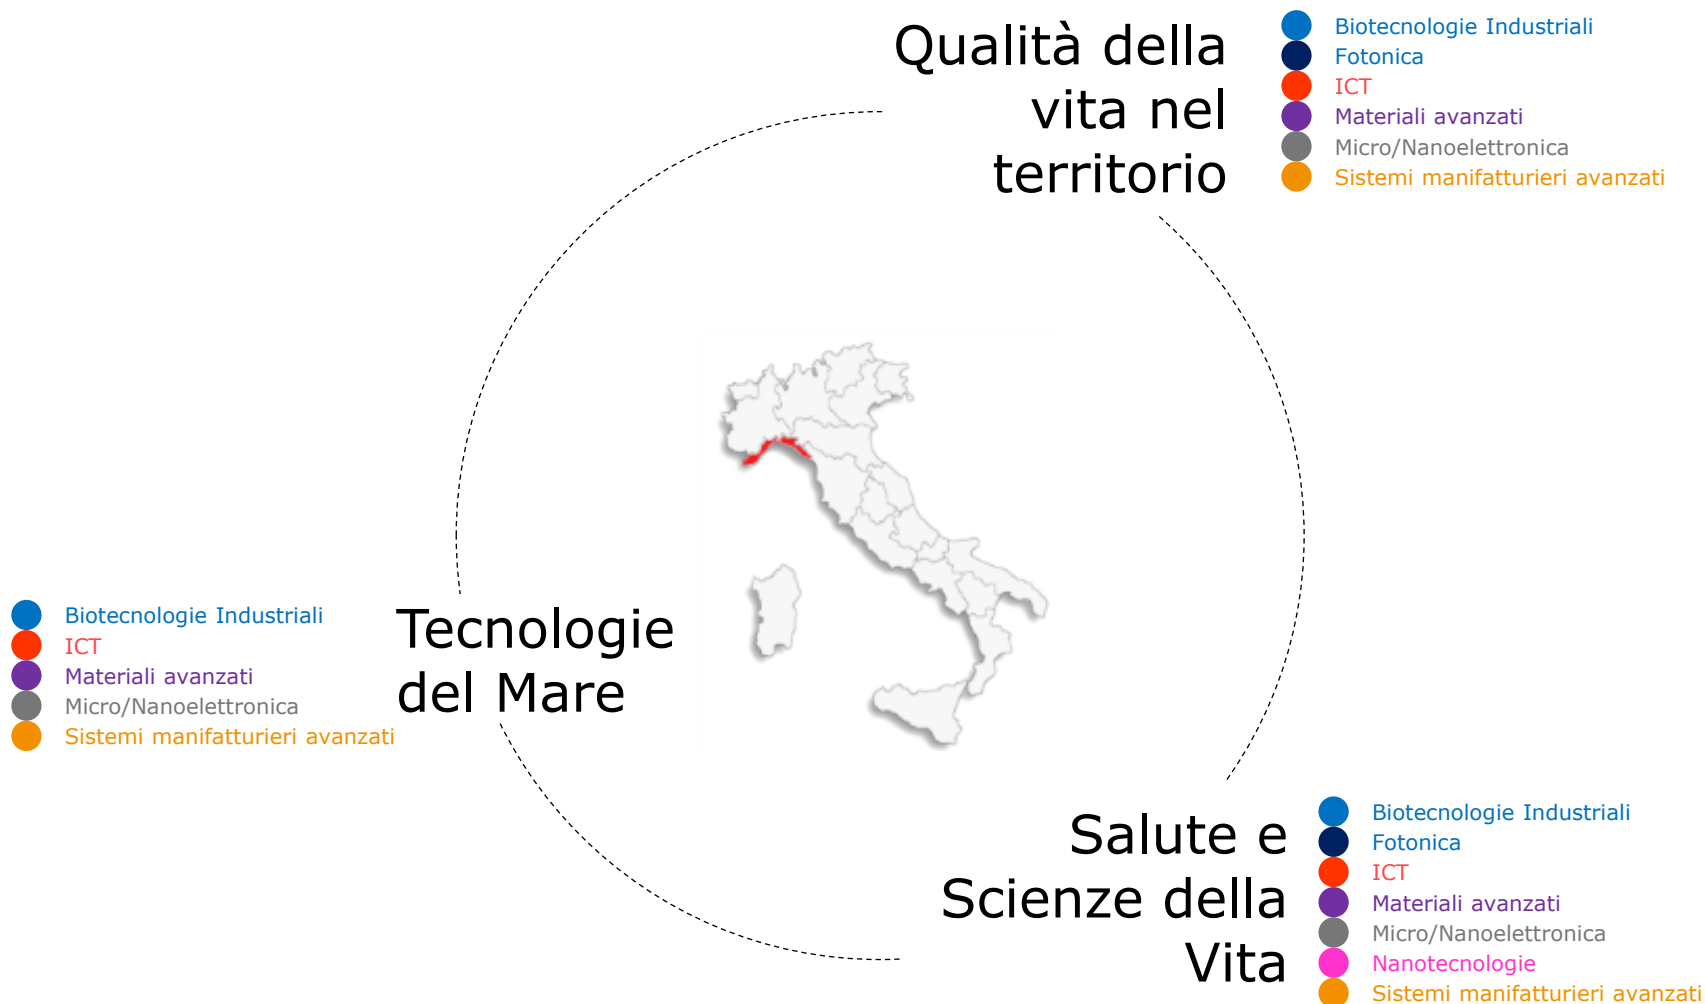 Qualità della
vita nel
territorio
Biotecnologie Industriali
Fotonica
ICT
Materiali avanzati
Micro/Nanoelettronica
Sistemi manifatturieri avanzati
Biotecnologie Industriali
ICT
Materiali avanzati
Micro/Nanoelettronica
Sistemi manifatturieri avanzati
Tecnologie
del Mare
Salute e
Scienze della
Vita
Biotecnologie Industriali
Fotonica
ICT
Materiali avanzati
Micro/Nanoelettronica
Nanotecnologie
Sistemi manifatturieri avanzati